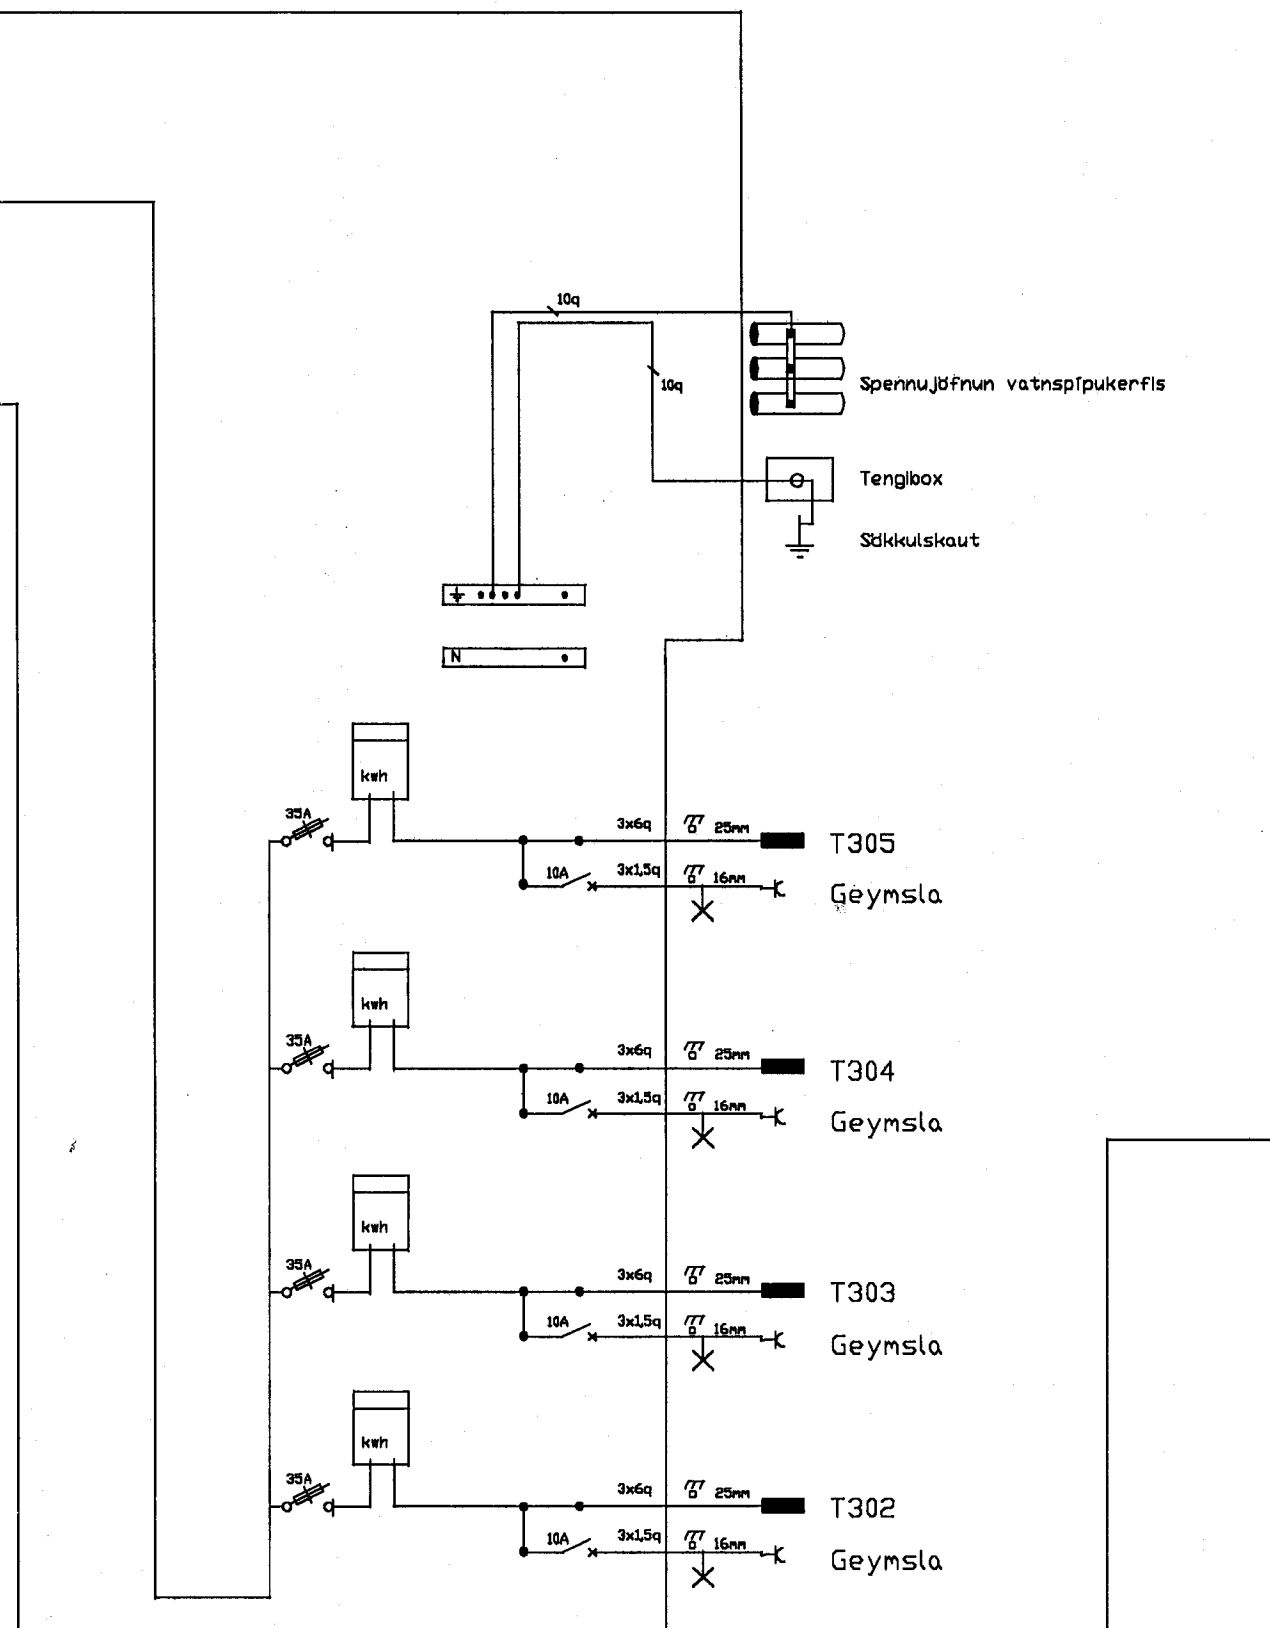 10q
10q
Spennujöfnun vatnspípukerfis
Tengibox
Sökkulskaut
N
kwh
35A
3x6q 25mm T305
10A 3x1,5q 16mm Geymsla
kwh
35A
3x6q 25mm T304
10A 3x1,5q 16mm Geymsla
kwh
35A
3x6q 25mm T303
10A 3x1,5q 16mm Geymsla
kwh
35A
3x6q 25mm T302
10A 3x1,5q 16mm Geymsla